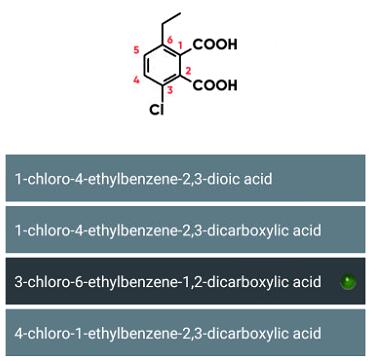 6
1
COOH
5
2
COOH
4
3
Cl
1-chloro-4-ethylbenzene-2,3-dioic acid
1-chloro-4-ethylbenzene-2,3-dicarboxylic acid
3-chloro-6-ethylbenzene-1,2-dicarboxylic acid
4-chloro-1-ethylbenzene-2,3-dicarboxylic acid